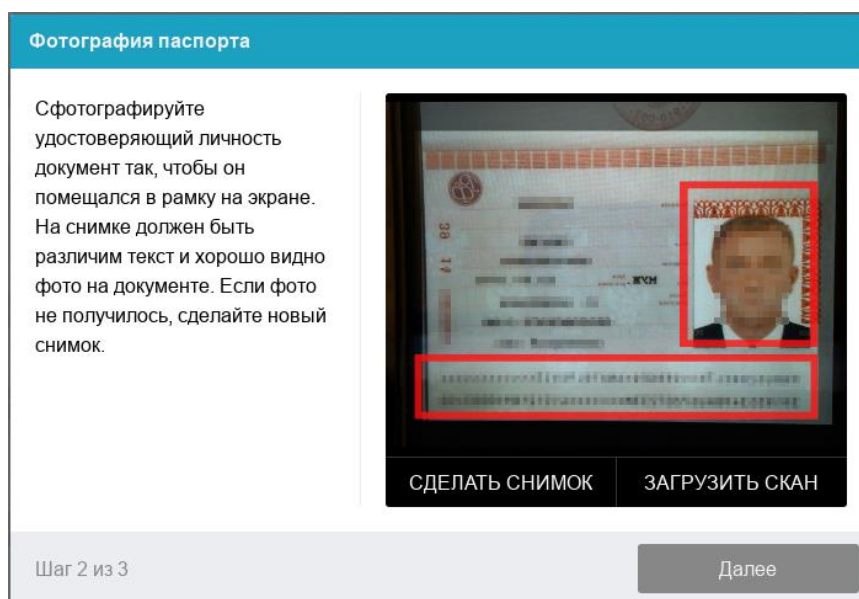 Фотография паспорта
Сфотографируйте
удостоверяющий личность
документ так, чтобы он
помещался в рамку на экране.
На снимке должен быть
различим текст и хорошо видно
фото на документе. Если фото
не получилось, сделайте новый
снимок.
МУЖ
СДЕЛАТЬ СНИМОК
ЗАГРУЗИТЬ СКАН
Шаг 2 из 3
Далее